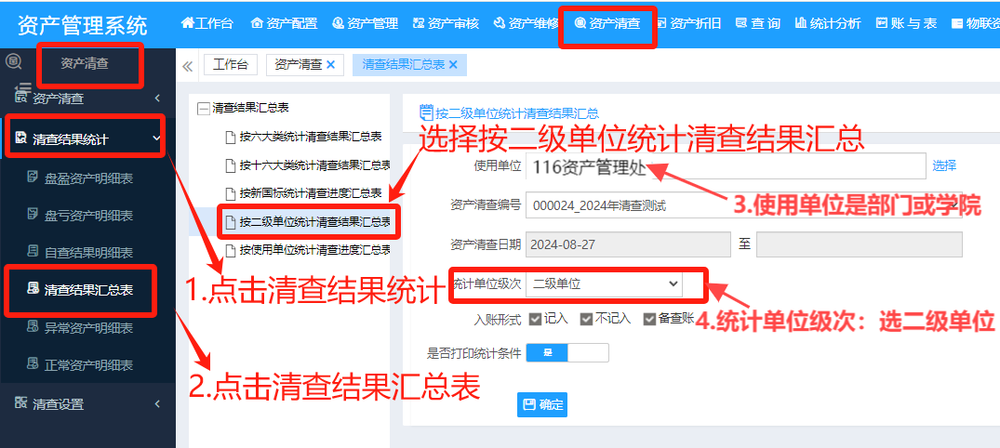 资产管理系统
工作台 资产配置 资产管理 资产审核 资产维修 资产清查 资产折旧 查 询 统计分析 账 与 表 物联资
资产清查
资产清查
清查结果统计
盘盈资产明细表
盘亏资产明细表
自查结果明细表
清查结果汇总表
异常资产明细表
正常资产明细表
清查设置
工作台 资产清查 清查结果汇总表
清查结果汇总表
按六大类统计清查结果汇总表
按十六大类统计清查结果汇总表
按新国标统计清查进度汇总表
按二级单位统计清查结果汇总表
按使用单位统计清查进度汇总表
按二级单位统计清查结果汇总
选择按二级单位统计清查结果汇总
使用单位 116资产管理处 选择
3.使用单位是部门或学院
资产清查编号 000024_2024年清查测试
资产清查日期 2024-08-27 至
统计单位级次 二级单位
4.统计单位级次：选二级单位
入账形式 记入 不记入 备查账
是否打印统计条件 是
确定
1.点击清查结果统计
2.点击清查结果汇总表